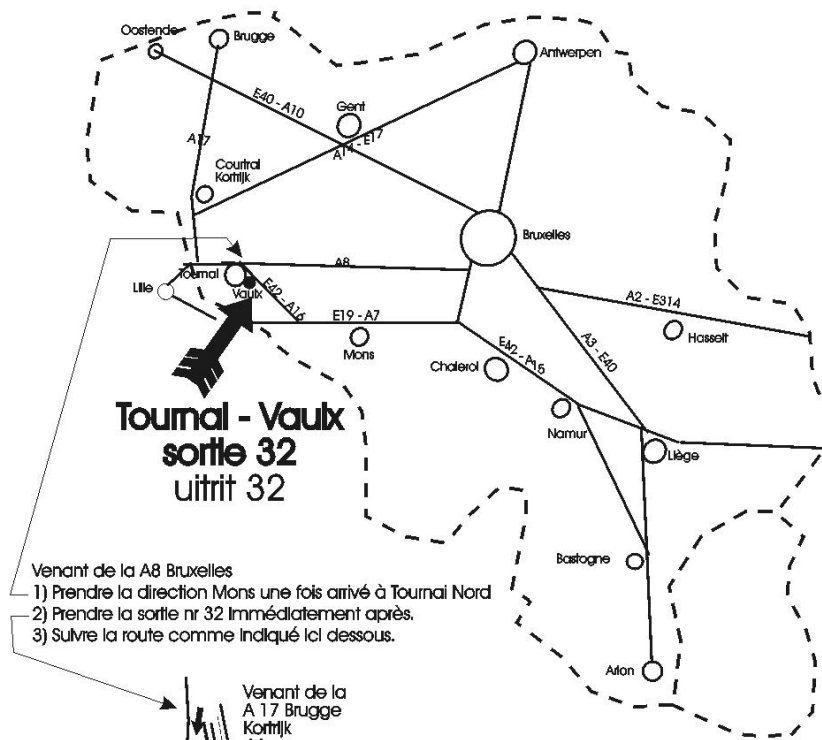 Oostende
Brugge
Antwerpen
E40 - A10
Gent
A17
A14 - E17
Courtrai
Kortrijk
Bruxelles
Tournai
A8
Lille
Vaulx
E42 - A16
E19 - A7
A2 - E314
Hasselt
Mons
A3 - E40
E42 - A15
Chaleroi
Namur
Liège
Tournai - Vaulx
sortie 32
uitrit 32
Bastogne
Venant de la A8 Bruxelles
1) Prendre la direction Mons une fois arrivé à Tournai Nord
2) Prendre la sortie nr 32 immédiatement après.
3) Suivre la route comme indiqué ici dessous.
Arlon
Venant de la
A 17 Brugge
Kortrijk